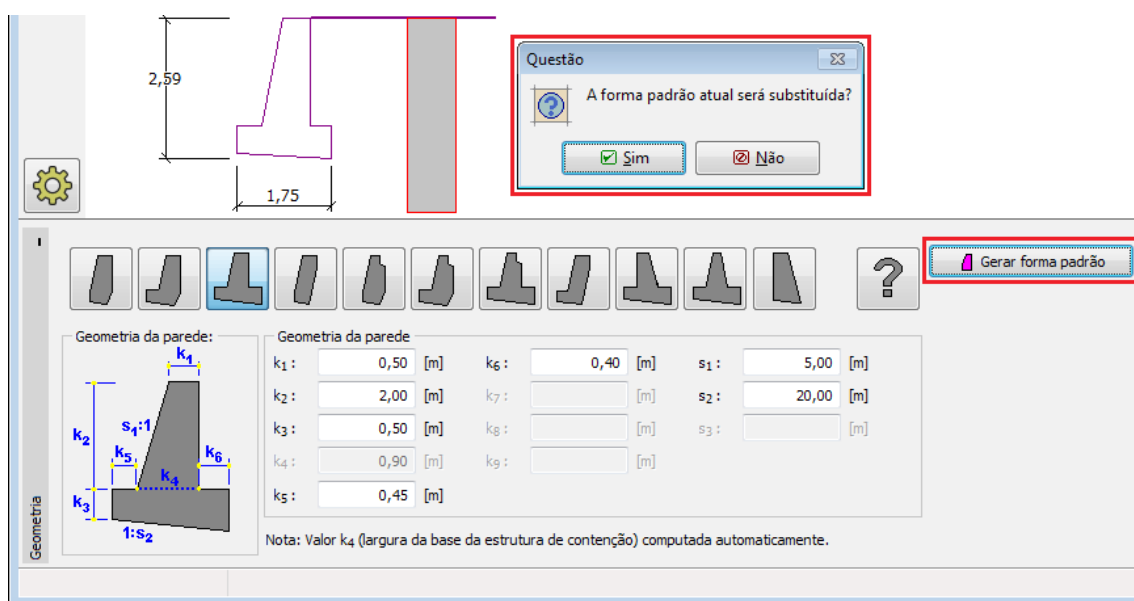 2,59
1,75
Questão
A forma padrão atual será substituída?
Sim Não
Gerar forma padrão
Geometria
Geometria da parede:
k1
k2
s1:1
k5 k6
k4
k3
1:s2
Geometria da parede
k1 : 0,50 [m] k6 : 0,40 [m] s1 : 5,00 [m]
k2 : 2,00 [m] k7 : [m] s2 : 20,00 [m]
k3 : 0,50 [m] k8 : [m] s3 : [m]
k4 : 0,90 [m] k9 : [m]
k5 : 0,45 [m]
Nota: Valor k4 (largura da base da estrutura de contenção) computada automaticamente.